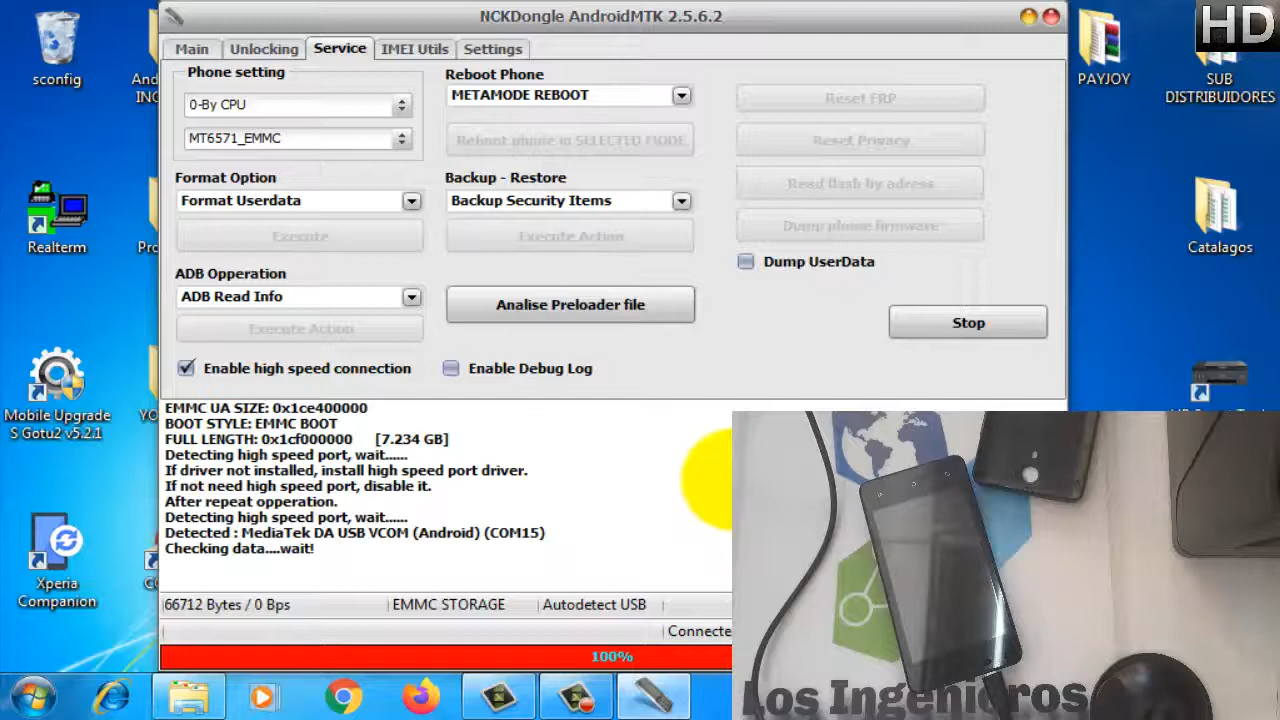 NCKDongle AndroidMTK 2.5.6.2
HD
Main
Unlocking
Service
IMEI Utils
Settings
sconfig
PAYJOY
SUB
DISTRIBUIDORES
Phone setting
0-By CPU
MT6571_EMMC
Reboot Phone
METAMODE REBOOT
Reboot phone in SELECTED MODE
Reset FRP
Reset Privacy
Read flash by adress
Dump phone firmware
Dump UserData
Format Option
Format Userdata
Execute
Backup - Restore
Backup Security Items
Execute Action
ADB Opperation
ADB Read Info
Execute Action
Analise Preloader file
Stop
Enable high speed connection
Enable Debug Log
Realterm
Catalagos
Mobile Upgrade
S Gotu2 v5.2.1
Xperia
Companion
EMMC UA SIZE: 0x1ce400000
BOOT STYLE: EMMC BOOT
FULL LENGTH: 0x1cf000000 [7.234 GB]
Detecting high speed port, wait......
If driver not installed, install high speed port driver.
If not need high speed port, disable it.
After repeat opperation.
Detecting high speed port, wait......
Detected : MediaTek DA USB VCOM (Android) (COM15)
Checking data....wait!
66712 Bytes / 0 Bps
EMMC STORAGE
Autodetect USB
Connecte
100%
Los Ingenieros